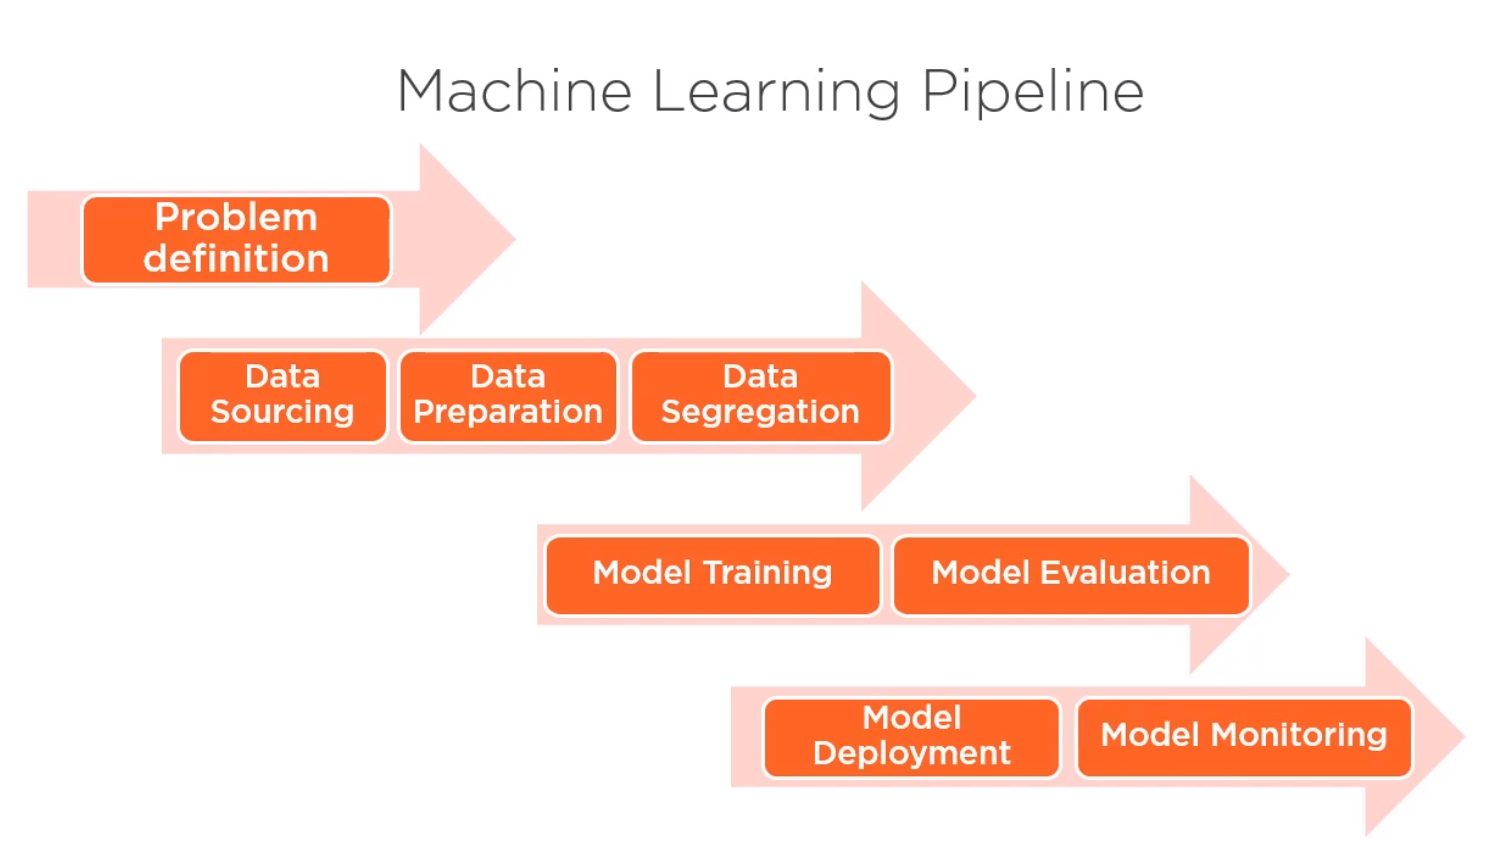 Machine Learning Pipeline
Problem
definition
Data
Sourcing
Data
Preparation
Data
Segregation
Model Training
Model Evaluation
Model
Deployment
Model Monitoring